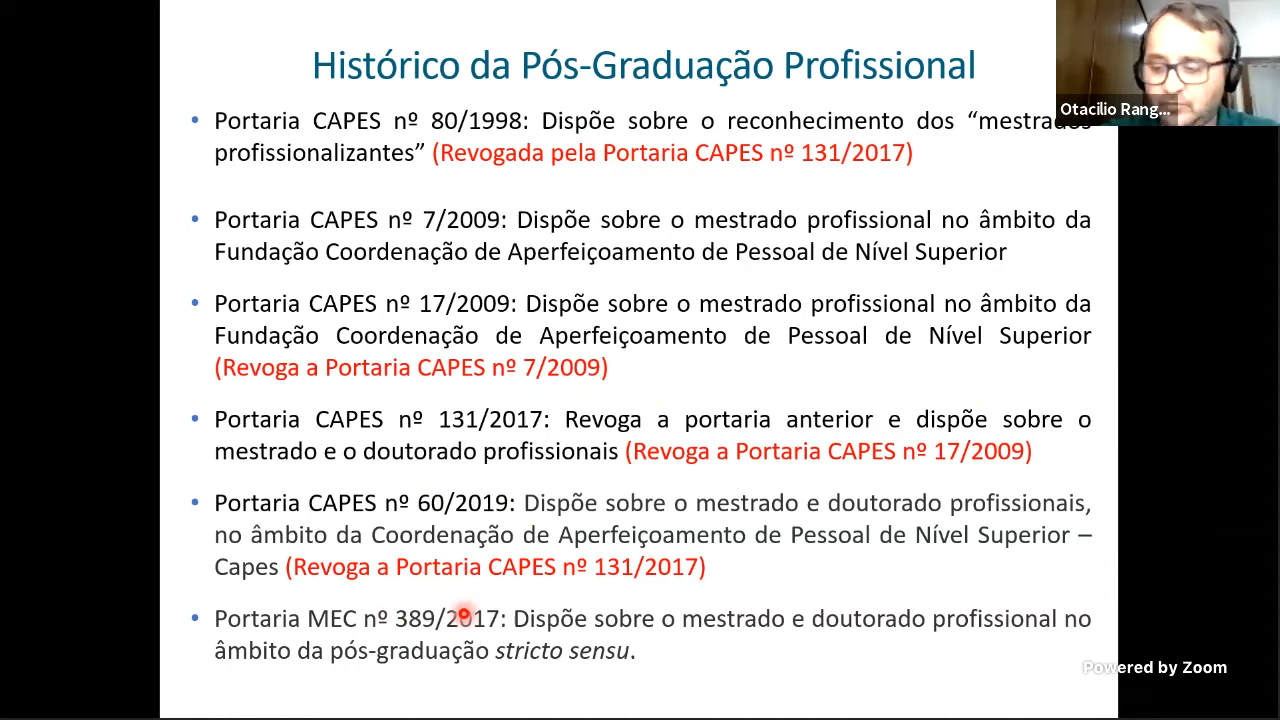 Histórico da Pós-Graduação Profissional
Otacilio Rang...
• Portaria CAPES nº 80/1998: Dispõe sobre o reconhecimento dos “mestrados
profissionalizantes” (Revogada pela Portaria CAPES nº 131/2017)
• Portaria CAPES nº 7/2009: Dispõe sobre o mestrado profissional no âmbito da
Fundação Coordenação de Aperfeiçoamento de Pessoal de Nível Superior
• Portaria CAPES nº 17/2009: Dispõe sobre o mestrado profissional no âmbito da
Fundação Coordenação de Aperfeiçoamento de Pessoal de Nível Superior
(Revoga a Portaria CAPES nº 7/2009)
• Portaria CAPES nº 131/2017: Revoga a portaria anterior e dispõe sobre o
mestrado e o doutorado profissionais (Revoga a Portaria CAPES nº 17/2009)
• Portaria CAPES nº 60/2019: Dispõe sobre o mestrado e doutorado profissionais,
no âmbito da Coordenação de Aperfeiçoamento de Pessoal de Nível Superior –
Capes (Revoga a Portaria CAPES nº 131/2017)
• Portaria MEC nº 389/2017: Dispõe sobre o mestrado e doutorado profissional no
âmbito da pós-graduação stricto sensu.
Powered by Zoom